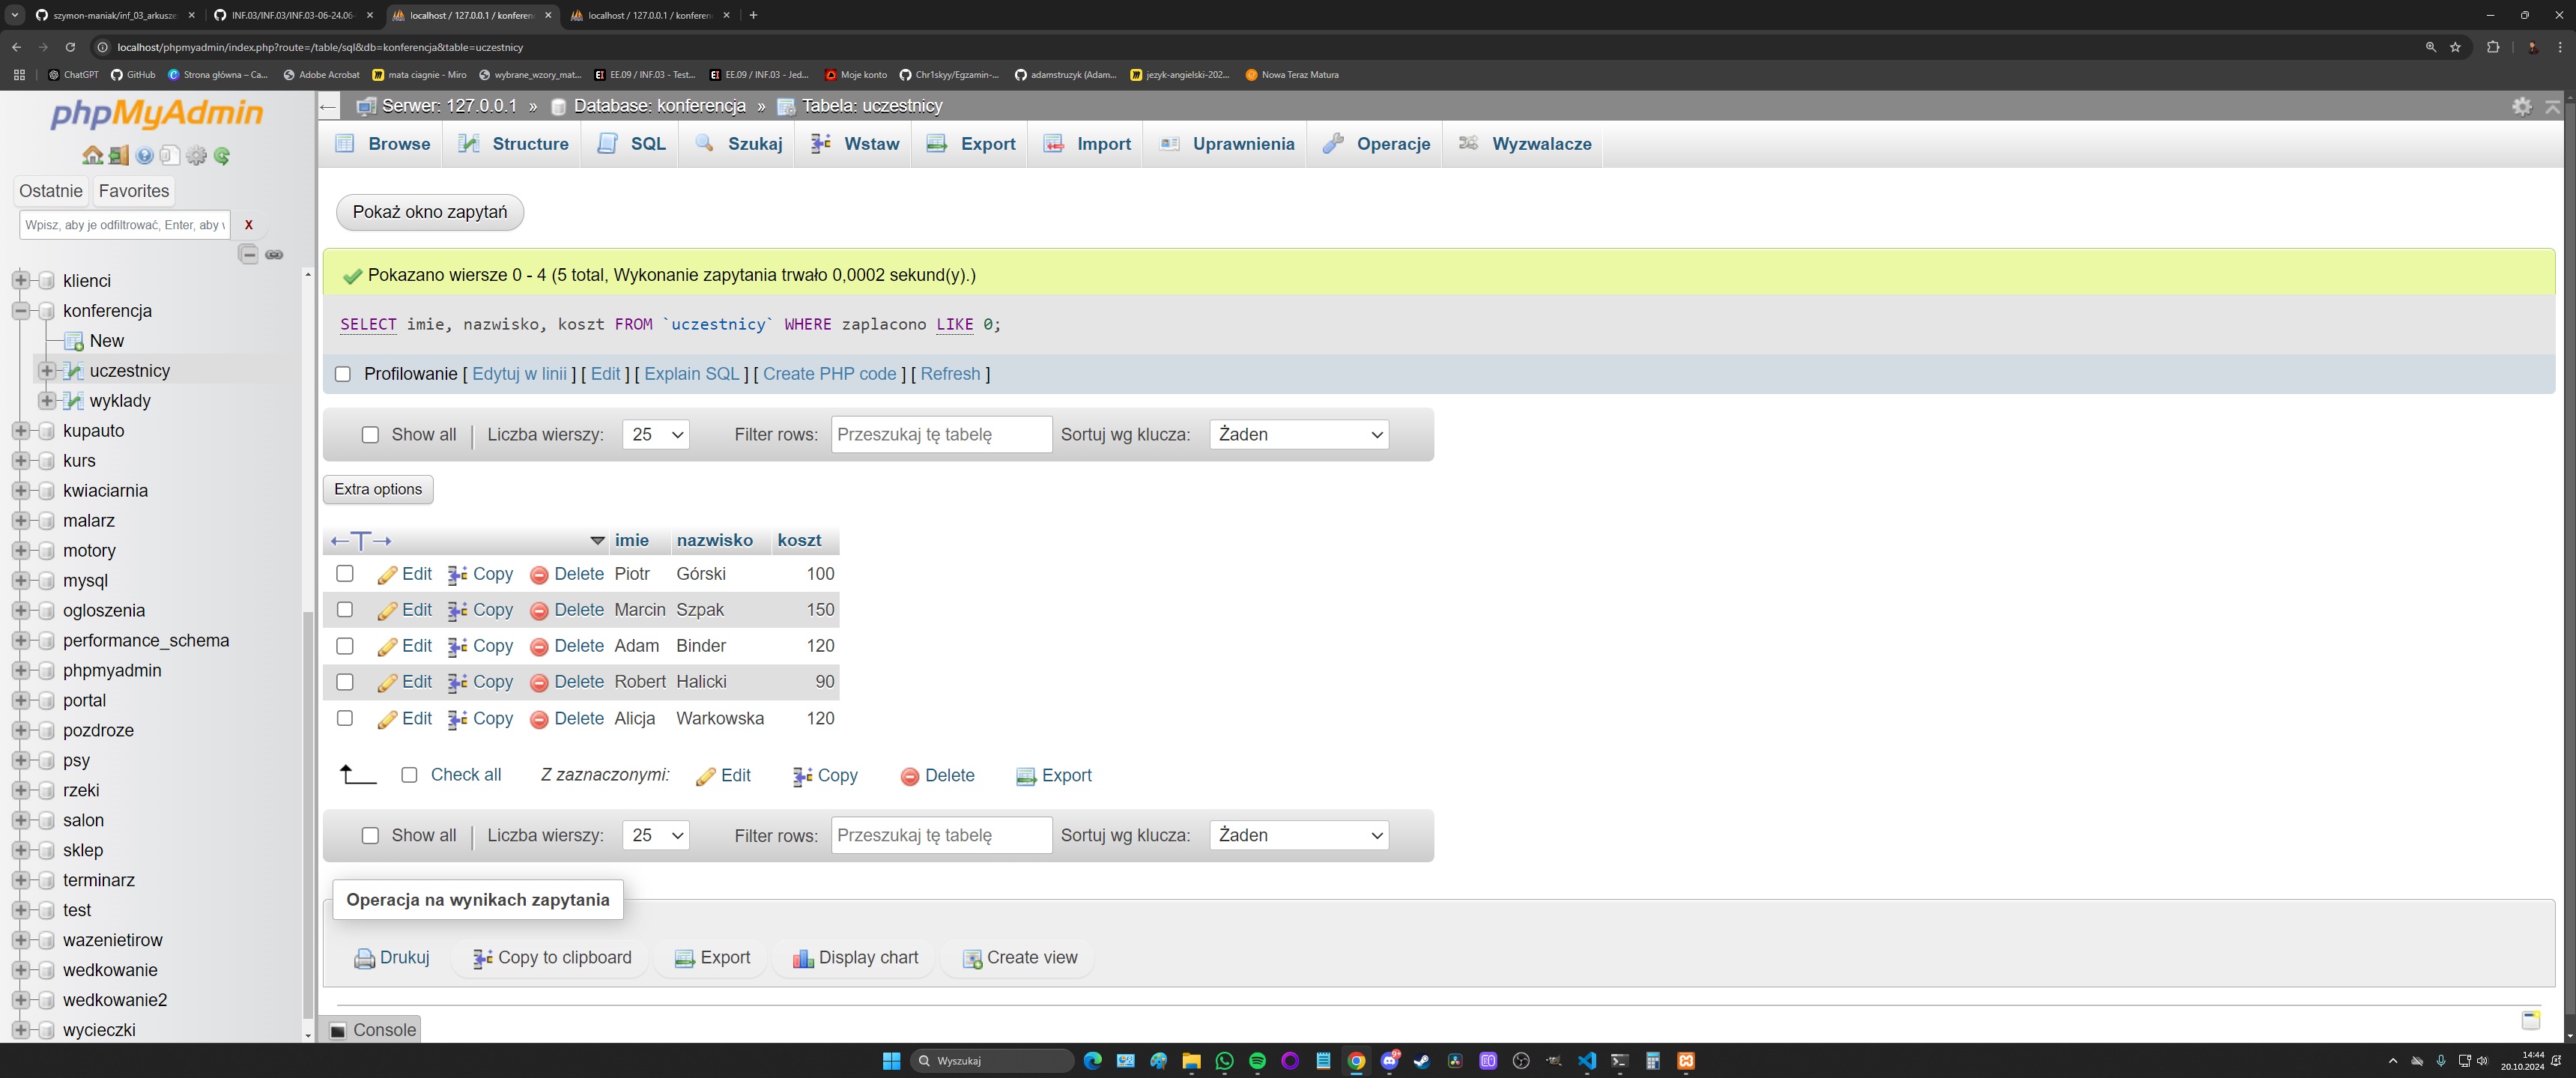 szymon-maniak/inf_03_arkusze
INF.03/INF.03/INF.03-06-24.06-
localhost / 127.0.0.1 / konferen
localhost / 127.0.0.1 / konferen
localhost/phpmyadmin/index.php?route=/table/sql&db=konferencja&table=uczestnicy
ChatGPT GitHub Strona główna – Ca... Adobe Acrobat mata ciagnie - Miro wybrane_wzory_mat... EE.09 / INF.03 - Test... EE.09 / INF.03 - Jed... Moje konto Chr1skyy/Egzamin-... adamstruzyk (Adam... jezyk-angielski-202... Nowa Teraz Matura
phpMyAdmin
Ostatnie Favorites
Wpisz, aby je odfiltrować, Enter, aby w X
klienci
konferencja
New
uczestnicy
wyklady
kupauto
kurs
kwiaciarnia
malarz
motory
mysql
ogloszenia
performance_schema
phpmyadmin
portal
pozdroze
psy
rzeki
salon
sklep
terminarz
test
wazenietirow
wedkowanie
wedkowanie2
wycieczki
Serwer: 127.0.0.1 » Database: konferencja » Tabela: uczestnicy
Browse Structure SQL Szukaj Wstaw Export Import Uprawnienia Operacje Wyzwalacze
Pokaż okno zapytań
Pokazano wiersze 0 - 4 (5 total, Wykonanie zapytania trwało 0,0002 sekund(y).)
SELECT imie, nazwisko, koszt FROM `uczestnicy` WHERE zaplacono LIKE 0;
Profilowanie [ Edytuj w linii ] [ Edit ] [ Explain SQL ] [ Create PHP code ] [ Refresh ]
Show all Liczba wierszy: 25 Filter rows: Przeszukaj tę tabelę Sortuj wg klucza: Żaden
Extra options
←T→ imie nazwisko koszt
Edit Copy Delete Piotr Górski 100
Edit Copy Delete Marcin Szpak 150
Edit Copy Delete Adam Binder 120
Edit Copy Delete Robert Halicki 90
Edit Copy Delete Alicja Warkowska 120
Check all Z zaznaczonymi: Edit Copy Delete Export
Show all Liczba wierszy: 25 Filter rows: Przeszukaj tę tabelę Sortuj wg klucza: Żaden
Operacja na wynikach zapytania
Drukuj Copy to clipboard Export Display chart Create view
Console
Wyszukaj
14:44
20.10.2024